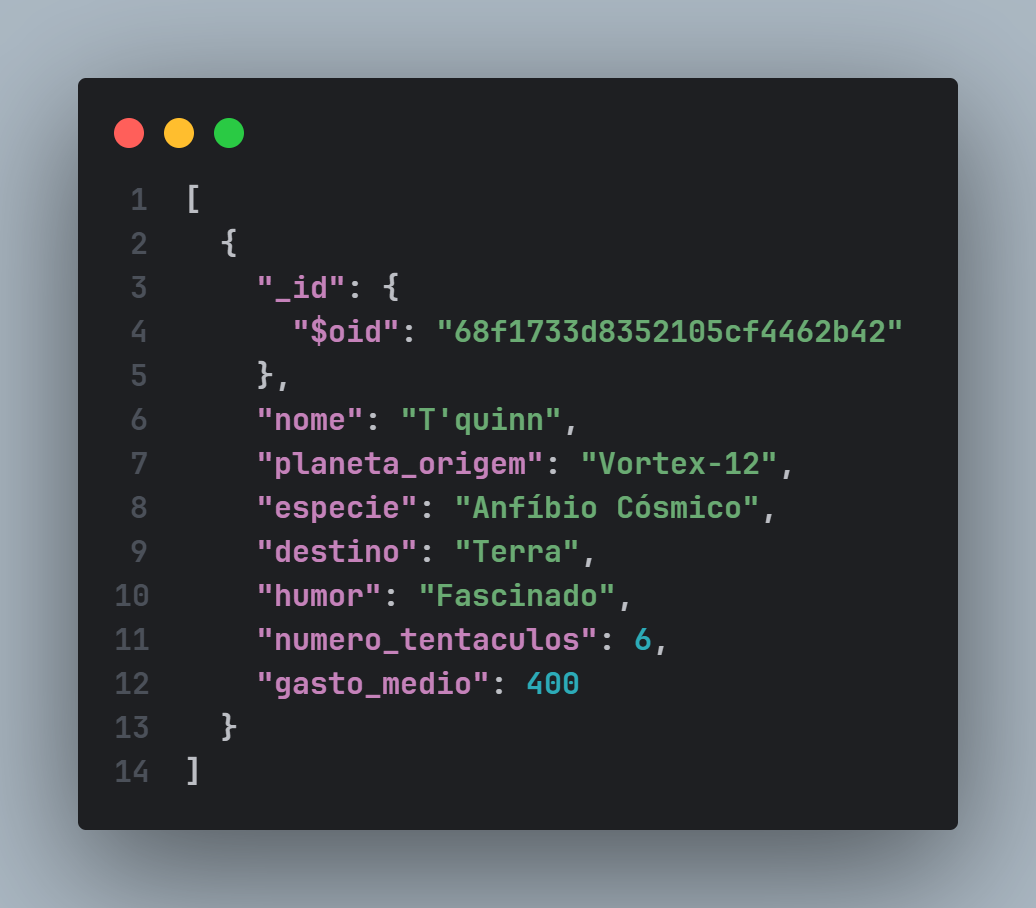 1 [
2   {
3     "_id": {
4       "$oid": "68f1733d8352105cf4462b42"
5     },
6     "nome": "T'quinn",
7     "planeta_origem": "Vortex-12",
8     "especie": "Anfíbio Cósmico",
9     "destino": "Terra",
10     "humor": "Fascinado",
11     "numero_tentaculos": 6,
12     "gasto_medio": 400
13   }
14 ]